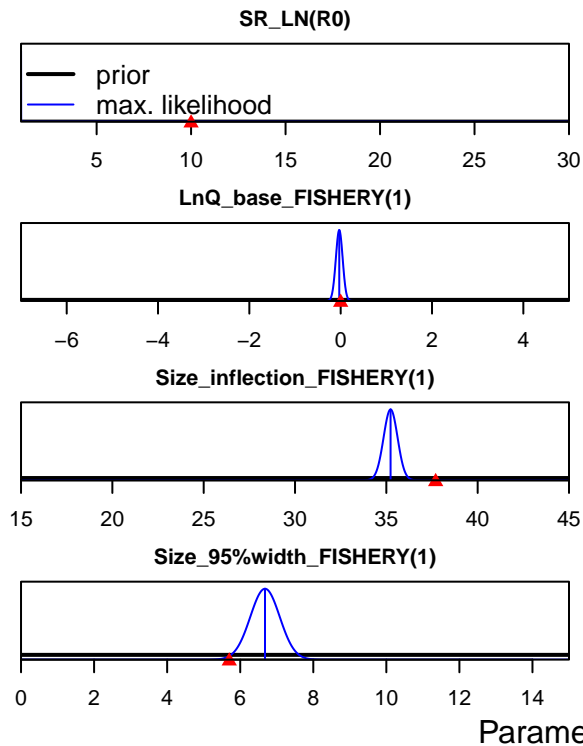 SR_LN(R0)
prior
max. likelihood
5 10 15 20 25 30
LnQ_base_FISHERY(1)
−6 −4 −2 0 2 4
Size_inflection_FISHERY(1)
15 20 25 30 35 40 45
Size_95%width_FISHERY(1)
0 2 4 6 8 10 12 14
Parame